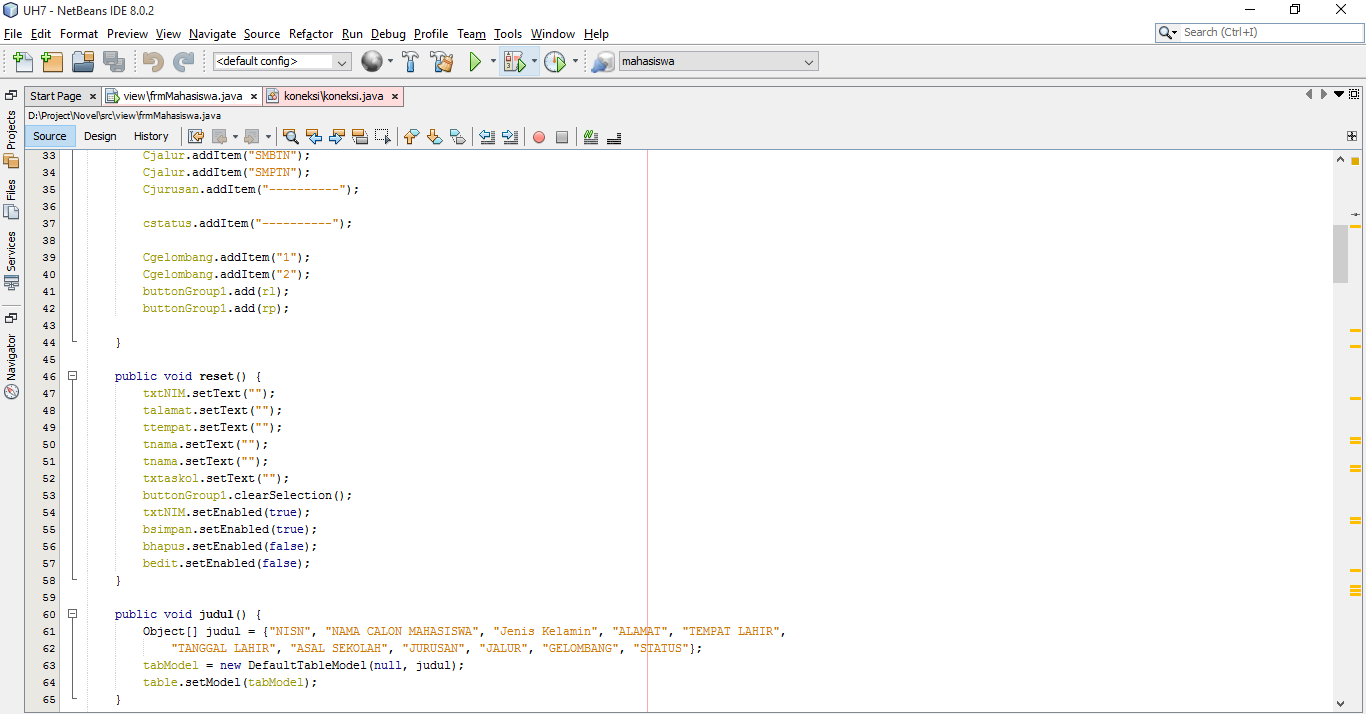 UH7 - NetBeans IDE 8.0.2
File Edit Format Preview View Navigate Source Refactor Run Debug Profile Team Tools Window Help
Search (Ctrl+I)
<default config>
mahasiswa
Start Page
view\frmMahasiswa.java
koneksi\koneksi.java
D:\Project\Novel\src\view\frmMahasiswa.java
Source Design History
Projects
Files
Services
Navigator
33 Cjalur.addItem("SMBTN");
34 Cjalur.addItem("SMPTN");
35 Cjurusan.addItem("----------");
36
37 cstatus.addItem("----------");
38
39 Cgelombang.addItem("1");
40 Cgelombang.addItem("2");
41 buttonGroup1.add(rl);
42 buttonGroup1.add(rp);
43
44 }
45
46 public void reset() {
47 txtNIM.setText("");
48 talamat.setText("");
49 ttempat.setText("");
50 tnama.setText("");
51 tnama.setText("");
52 txtaskol.setText("");
53 buttonGroup1.clearSelection();
54 txtNIM.setEnabled(true);
55 bsimpan.setEnabled(true);
56 bhapus.setEnabled(false);
57 bedit.setEnabled(false);
58 }
59
60 public void judul() {
61 Object[] judul = {"NISN", "NAMA CALON MAHASISWA", "Jenis Kelamin", "ALAMAT", "TEMPAT LAHIR",
62 "TANGGAL LAHIR", "ASAL SEKOLAH", "JURUSAN", "JALUR", "GELOMBANG", "STATUS"};
63 tabModel = new DefaultTableModel(null, judul);
64 table.setModel(tabModel);
65 }